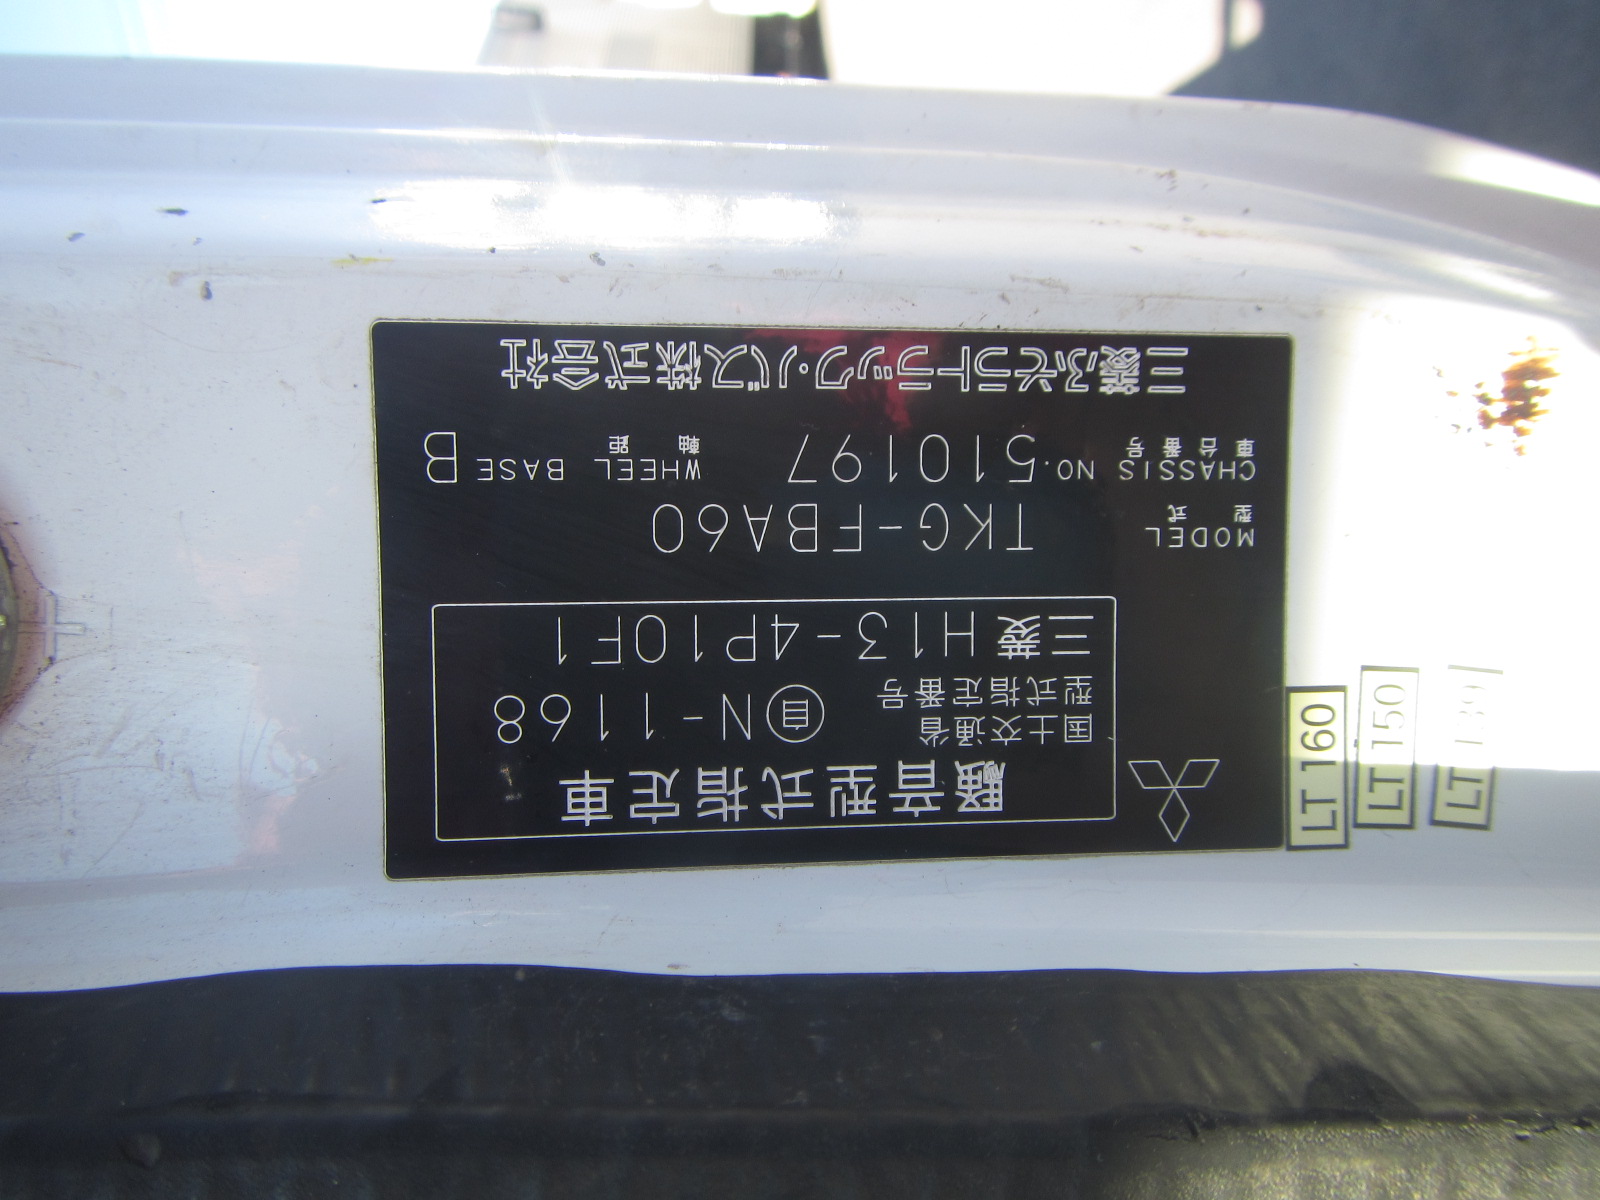 騒音型式指定車
国土交通省
型式指定番号 自N-1168
三菱 H13-4P10F1
MODEL
型式 TKG-FBA60
CHASSIS NO. 510197 WHEEL BASE B
車台番号 軸距
三菱ふそうトラック・バス株式会社
LT 160
LT 150
LT